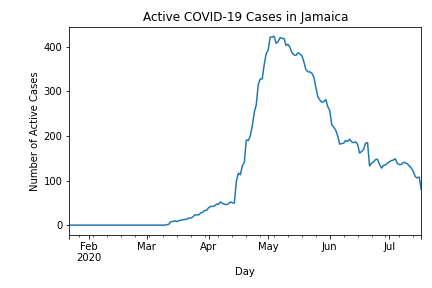 Active COVID-19 Cases in Jamaica
Number of Active Cases
400
300
200
100
0
Feb Mar Apr May Jun Jul
2020
Day